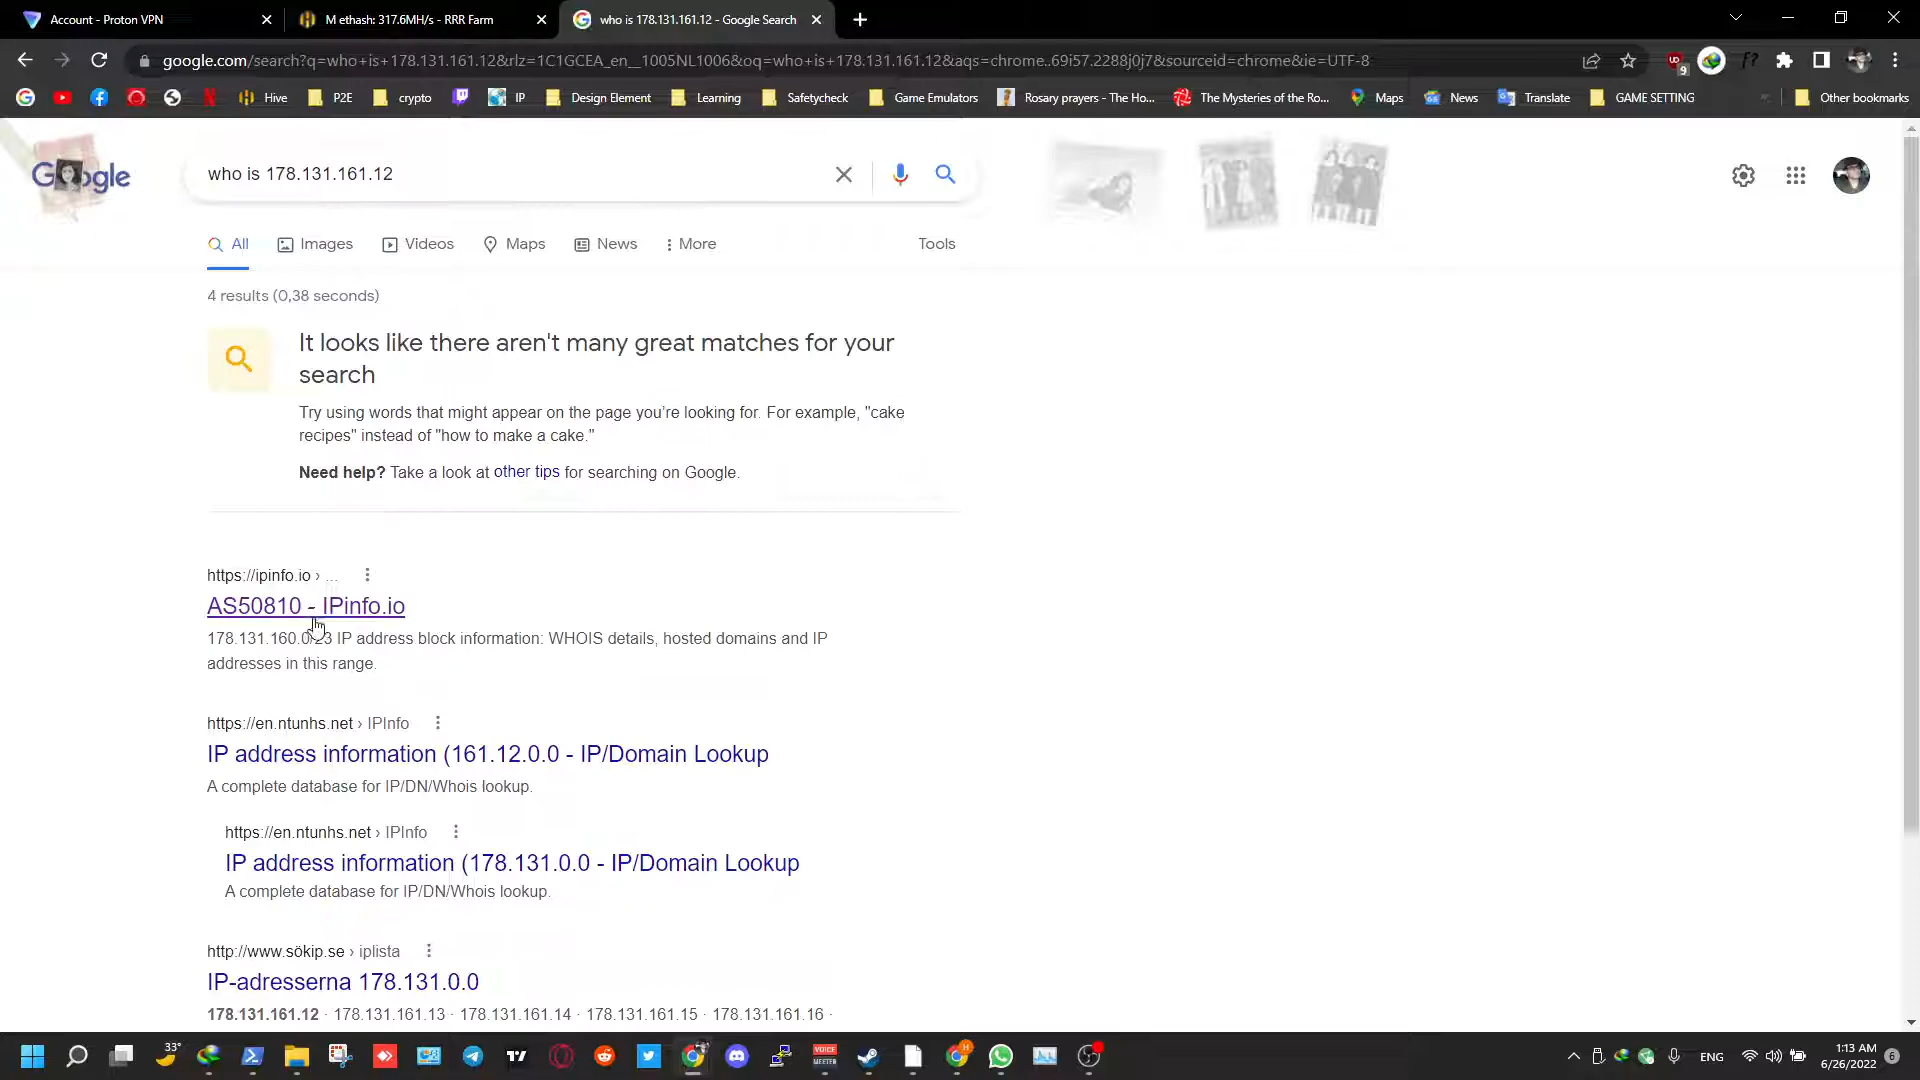 Account - Proton VPN
M ethash: 317.6MH/s - RRR Farm
who is 178.131.161.12 - Google Search
google.com/search?q=who+is+178.131.161.12&rlz=1C1GCEA_en__1005NL1006&oq=who+is+178.131.161.12&aqs=chrome..69i57.2288j0j7&sourceid=chrome&ie=UTF-8
9
f?
Hive
P2E
crypto
IP
Design Element
Learning
Safetycheck
Game Emulators
Rosary prayers - The Ho...
The Mysteries of the Ro...
Maps
News
Translate
GAME SETTING
Other bookmarks
Google
who is 178.131.161.12
All
Images
Videos
Maps
News
More
Tools
4 results (0,38 seconds)
It looks like there aren't many great matches for your
search
Try using words that might appear on the page you're looking for. For example, "cake
recipes" instead of "how to make a cake."
Need help? Take a look at other tips for searching on Google.
https://ipinfo.io › ...
AS50810 - IPinfo.io
178.131.160.0/23 IP address block information: WHOIS details, hosted domains and IP
addresses in this range.
https://en.ntunhs.net › IPInfo
IP address information (161.12.0.0 - IP/Domain Lookup
A complete database for IP/DN/Whois lookup.
https://en.ntunhs.net › IPInfo
IP address information (178.131.0.0 - IP/Domain Lookup
A complete database for IP/DN/Whois lookup.
http://www.sökip.se › iplista
IP-adresserna 178.131.0.0
178.131.161.12 · 178.131.161.13 · 178.131.161.14 · 178.131.161.15 · 178.131.161.16 ·
33°
VOICE
MEETER
ENG
1:13 AM
6/26/2022
6